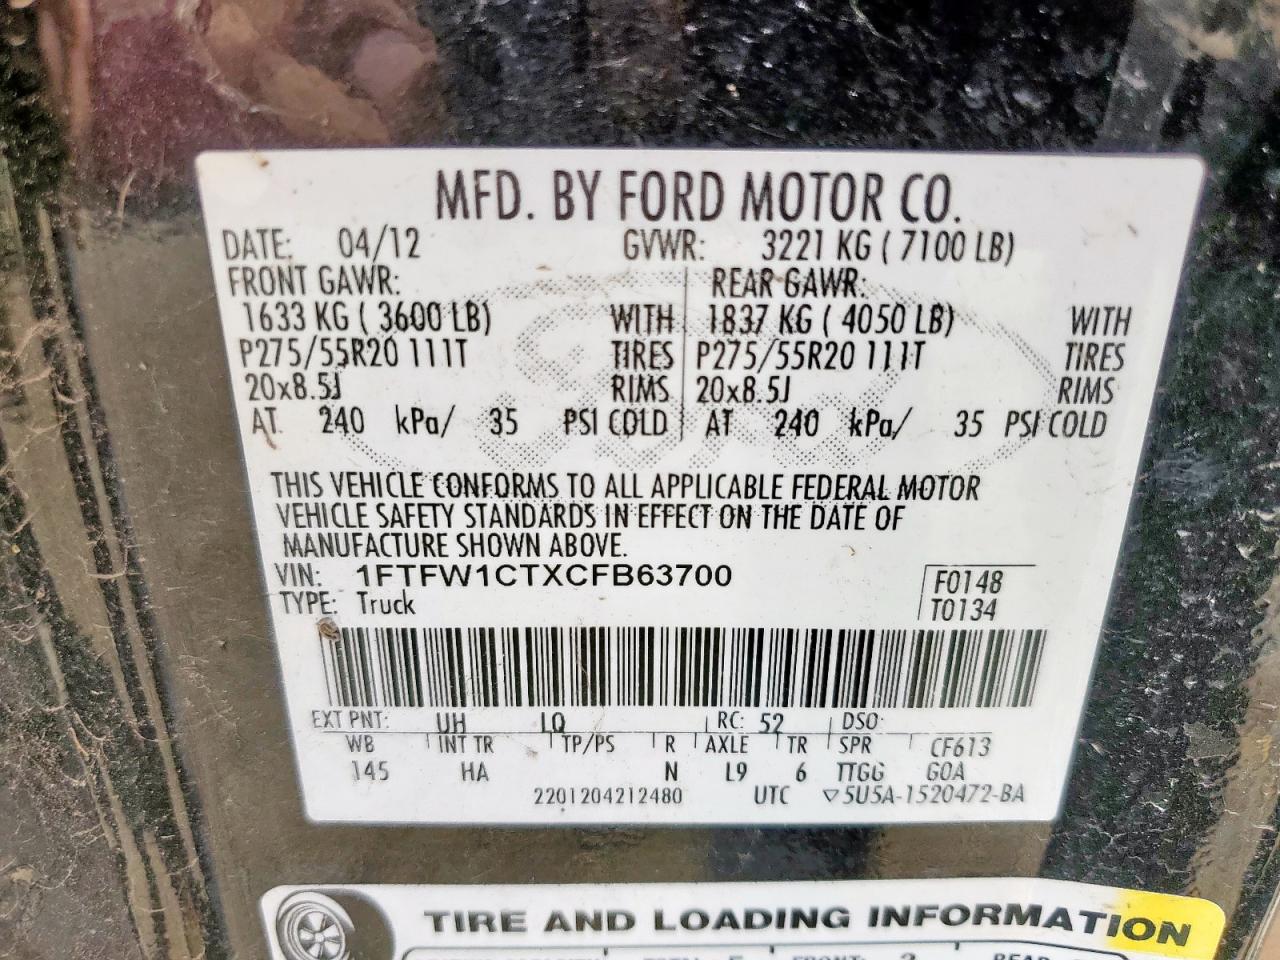 MFD. BY FORD MOTOR CO.
DATE: 04/12 GVWR: 3221 KG ( 7100 LB)
FRONT GAWR: REAR GAWR:
1633 KG ( 3600 LB) WITH 1837 KG ( 4050 LB) WITH
P275/55R20 111T TIRES P275/55R20 111T TIRES
20x8.5J RIMS 20x8.5J RIMS
AT 240 kPa/ 35 PSI COLD AT 240 kPa/ 35 PSI COLD
THIS VEHICLE CONFORMS TO ALL APPLICABLE FEDERAL MOTOR
VEHICLE SAFETY STANDARDS IN EFFECT ON THE DATE OF
MANUFACTURE SHOWN ABOVE.
VIN: 1FTFW1CTXCFB63700 F0148
TYPE: Truck T0134
EXT PNT: UH LQ RC: 52 DSO:
WB INT TR TP/PS R AXLE TR SPR CF613
145 HA N L9 6 TTGG GOA
2201204212480 UTC ▽5U5A-1520472-BA
TIRE AND LOADING INFORMATION